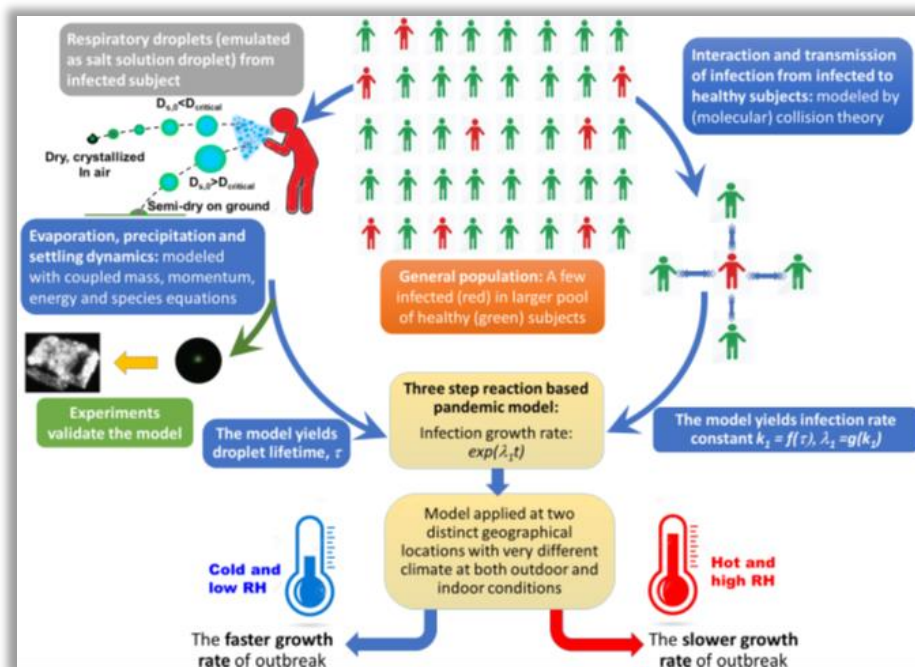 Respiratory droplets (emulated
as salt solution droplet) from
infected subject
D_s,0<D_critical
Dry, crystallized
In air
D_s,0>D_critical
Semi-dry on ground
Evaporation, precipitation and
settling dynamics: modeled
with coupled mass, momentum,
energy and species equations
Experiments
validate the model
The model yields
droplet lifetime, τ
General population: A few
infected (red) in larger pool
of healthy (green) subjects
Interaction and transmission
of infection from infected to
healthy subjects: modeled by
(molecular) collision theory
The model yields infection rate
constant k₁ = f(τ), λ₁ =g(k₁)
Three step reaction based
pandemic model:
Infection growth rate:
exp(λ₁t)
Model applied at two
distinct geographical
locations with very different
climate at both outdoor and
indoor conditions
Cold and
low RH
The faster growth
rate of outbreak
Hot and
high RH
The slower growth
rate of outbreak